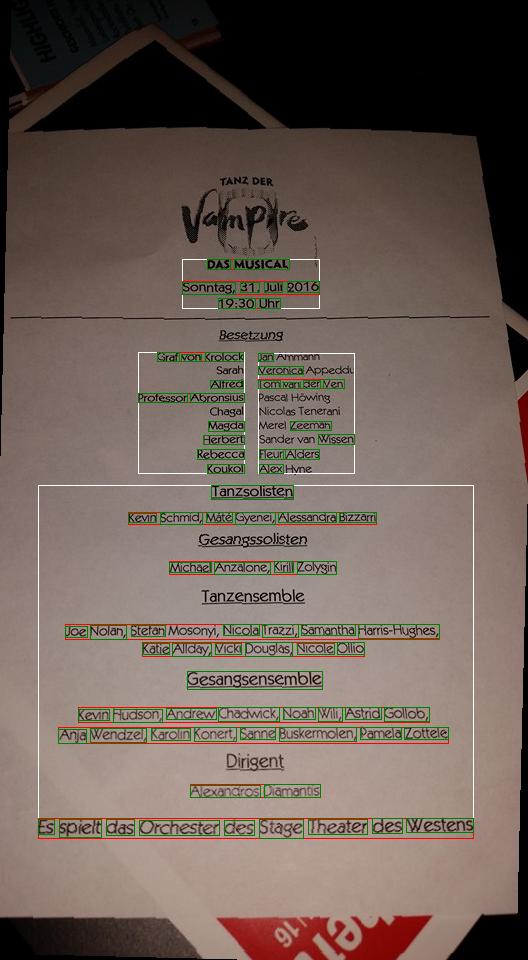 HIGHLIG
TANZ DER
Vampire
DAS MUSICAL
Sonntag, 31. Juli 2016
19:30 Uhr
Besetzung
Graf von Krolock Jan Ammann
Sarah Veronica Appeddu
Alfred Tom van der Ven
Professor Abronsius Pascal Höwing
Chagal Nicolas Tenerani
Magda Merel Zeeman
Herbert Sander van Wissen
Rebecca Fleur Alders
Koukol Alex Hyne
Tanzsolisten
Kevin Schmid, Máté Gyenei, Alessandra Bizzarri
Gesangssolisten
Michael Anzalone, Kirill Zolygin
Tanzensemble
Joe Nolan, Stefan Mosonyi, Nicola Trazzi, Samantha Harris-Hughes,
Katie Allday, Vicki Douglas, Nicole Ollio
Gesangsensemble
Kevin Hudson, Andrew Chadwick, Noah Wili, Astrid Gollob,
Anja Wendzel, Karolin Konert, Sanne Buskermolen, Pamela Zottele
Dirigent
Alexandros Diamantis
Es spielt das Orchester des Stage Theater des Westens